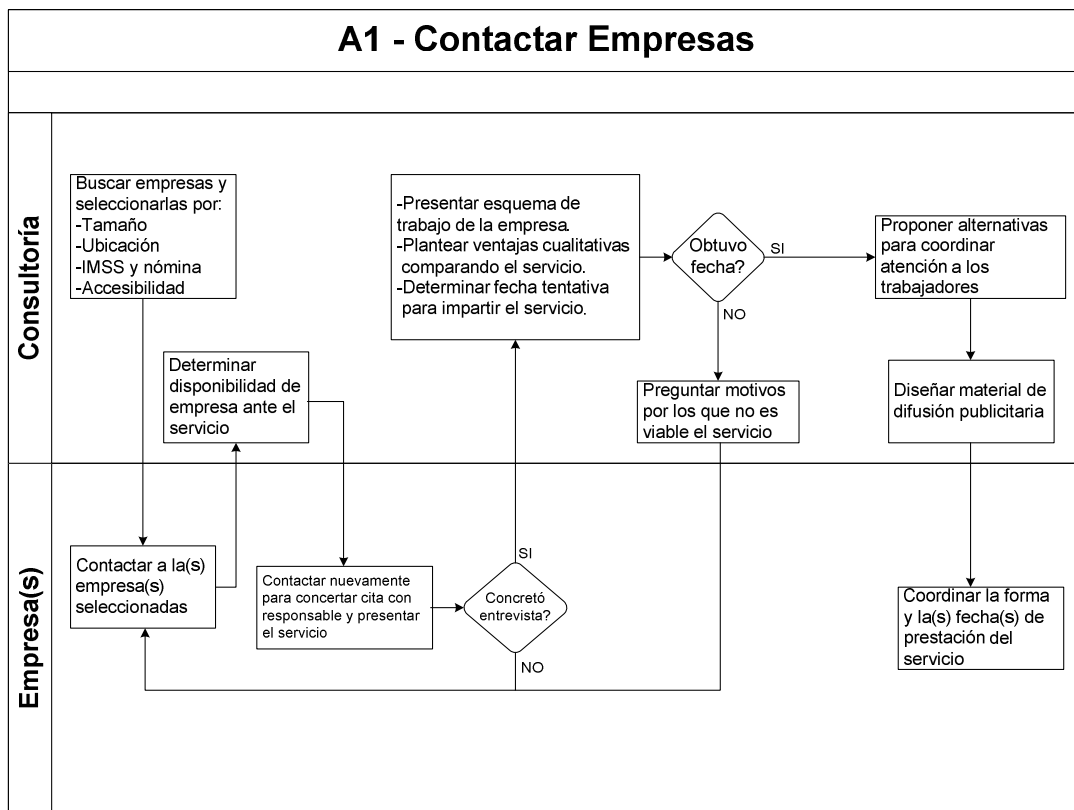 A1 - Contactar Empresas
Consultoría
Buscar empresas y
seleccionarlas por:
-Tamaño
-Ubicación
-IMSS y nómina
-Accesibilidad
Determinar
disponibilidad de
empresa ante el
servicio
-Presentar esquema de
trabajo de la empresa.
-Plantear ventajas cualitativas
comparando el servicio.
-Determinar fecha tentativa
para impartir el servicio.
Obtuvo
fecha?
SI
NO
Proponer alternativas
para coordinar
atención a los
trabajadores
Preguntar motivos
por los que no es
viable el servicio
Diseñar material de
difusión publicitaria
Empresa(s)
Contactar a la(s)
empresa(s)
seleccionadas
Contactar nuevamente
para concertar cita con
responsable y presentar
el servicio
SI
Concretó
entrevista?
NO
Coordinar la forma
y la(s) fecha(s) de
prestación del
servicio